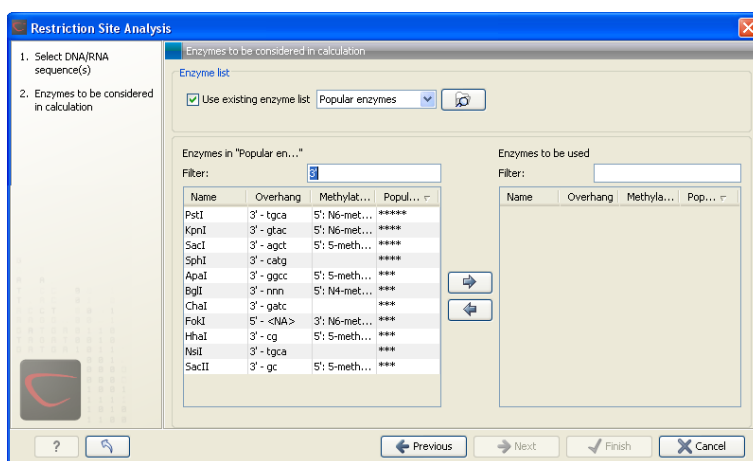 Restriction Site Analysis
1. Select DNA/RNA
sequence(s)
2. Enzymes to be considered
in calculation
Enzymes to be considered in calculation
Enzyme list
Use existing enzyme list Popular enzymes
Enzymes in "Popular en..."
Filter: 3'
Name Overhang Methylat... Popul...
PstI 3' - tgca 5': N6-met... *****
KpnI 3' - gtac 5': N6-met... ****
SacI 3' - agct 5': 5-meth... ****
SphI 3' - catg ****
ApaI 3' - ggcc 5': 5-meth... ***
BglI 3' - nnn 5': N4-met... ***
ChaI 3' - gatc ***
FokI 5' - <NA> 3': N6-met... ***
HhaI 3' - cg 5': 5-meth... ***
NsiI 3' - tgca ***
SacII 3' - gc 5': 5-meth... ***
Enzymes to be used
Filter:
Name Overhang Methyla... Pop...
? Previous Next Finish Cancel